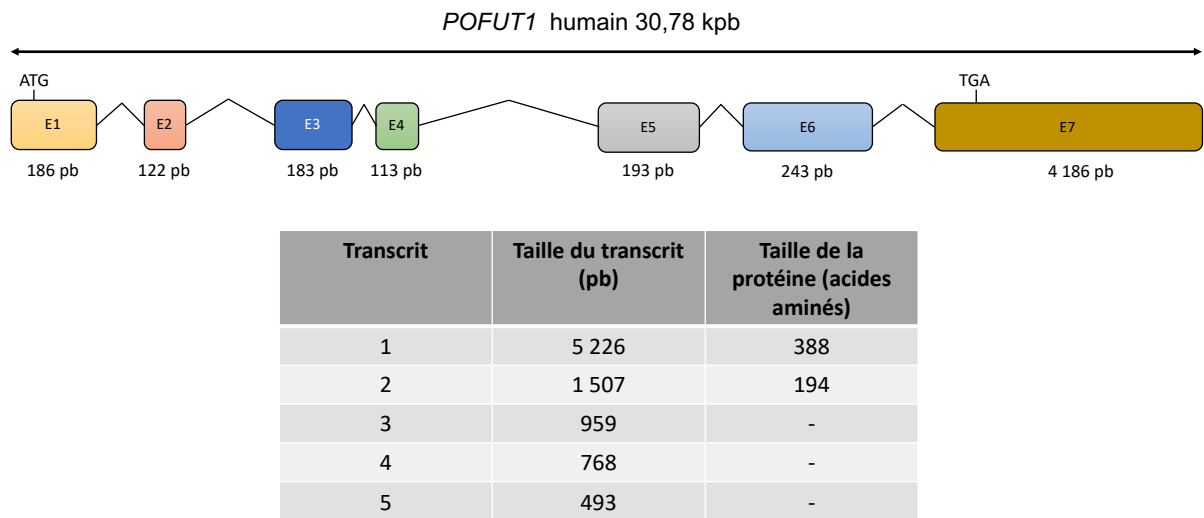 POFUT1 humain 30,78 kpb
ATG
TGA
E1
E2
E3
E4
E5
E6
E7
186 pb
122 pb
183 pb
113 pb
193 pb
243 pb
4 186 pb
Transcrit
Taille du transcrit
(pb)
Taille de la
protéine (acides
aminés)
1
5 226
388
2
1 507
194
3
959
-
4
768
-
5
493
-